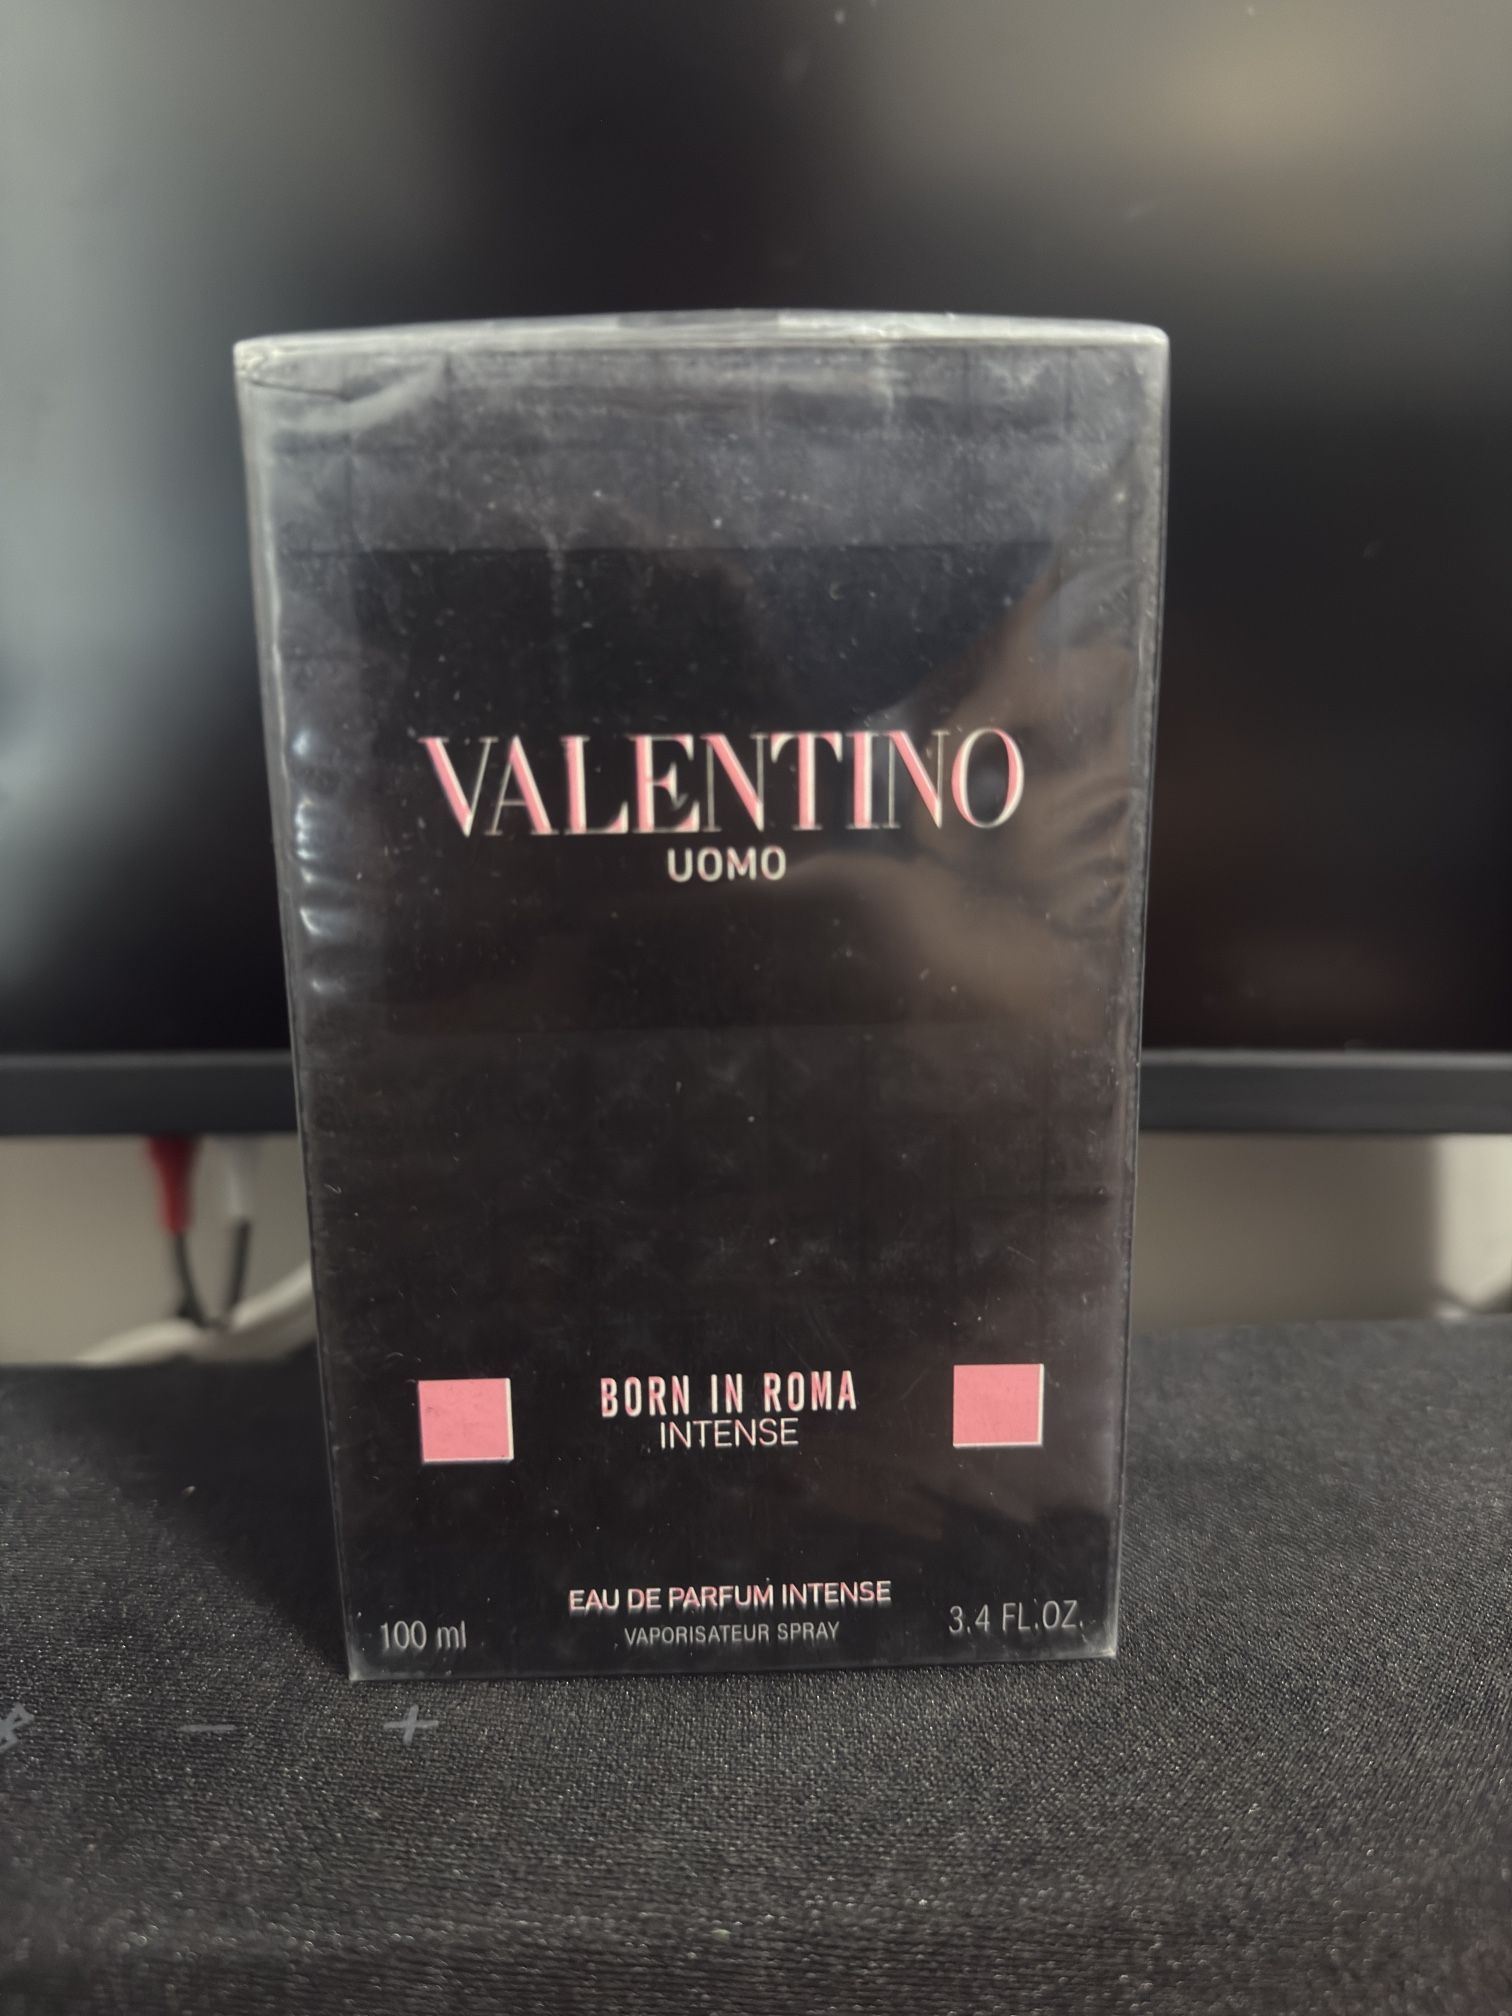 VALENTINO
UOMO
BORN IN ROMA
INTENSE
EAU DE PARFUM INTENSE
100 ml VAPORISATEUR SPRAY 3.4 FL.OZ.
− +